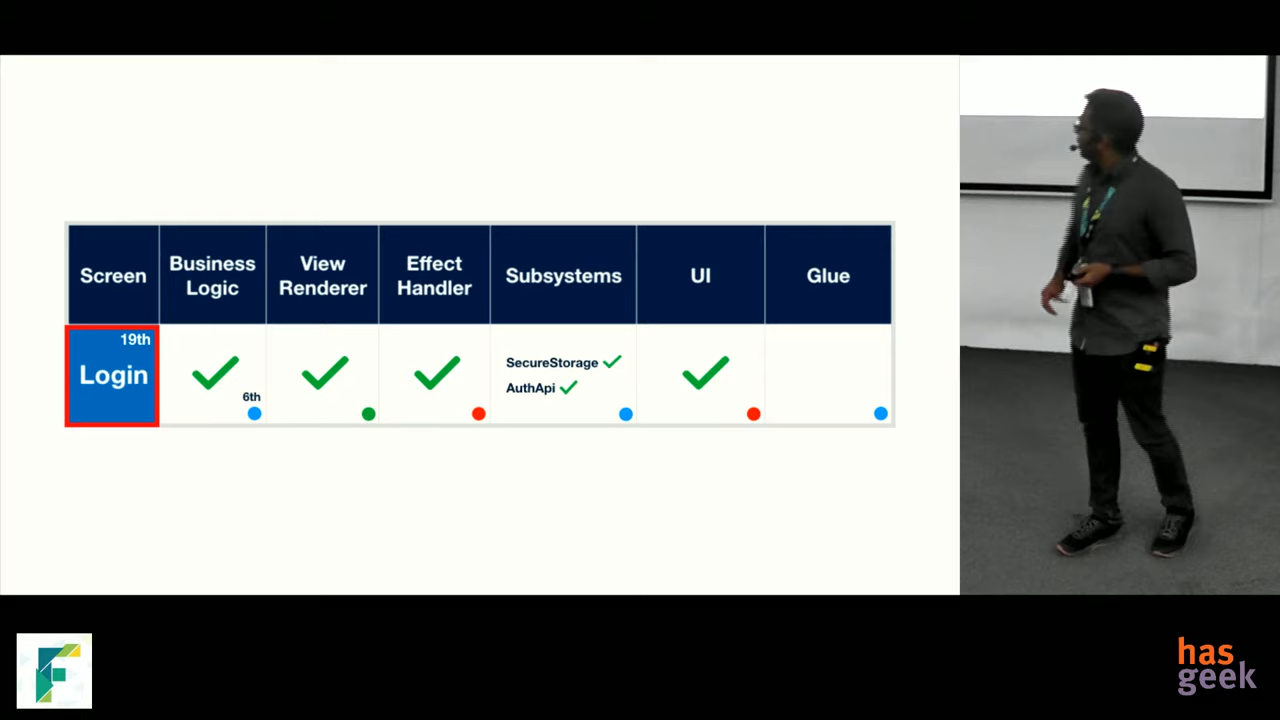 Screen
Business
Logic
View
Renderer
Effect
Handler
Subsystems
UI
Glue
19th
Login
6th
SecureStorage
AuthApi
has
geek